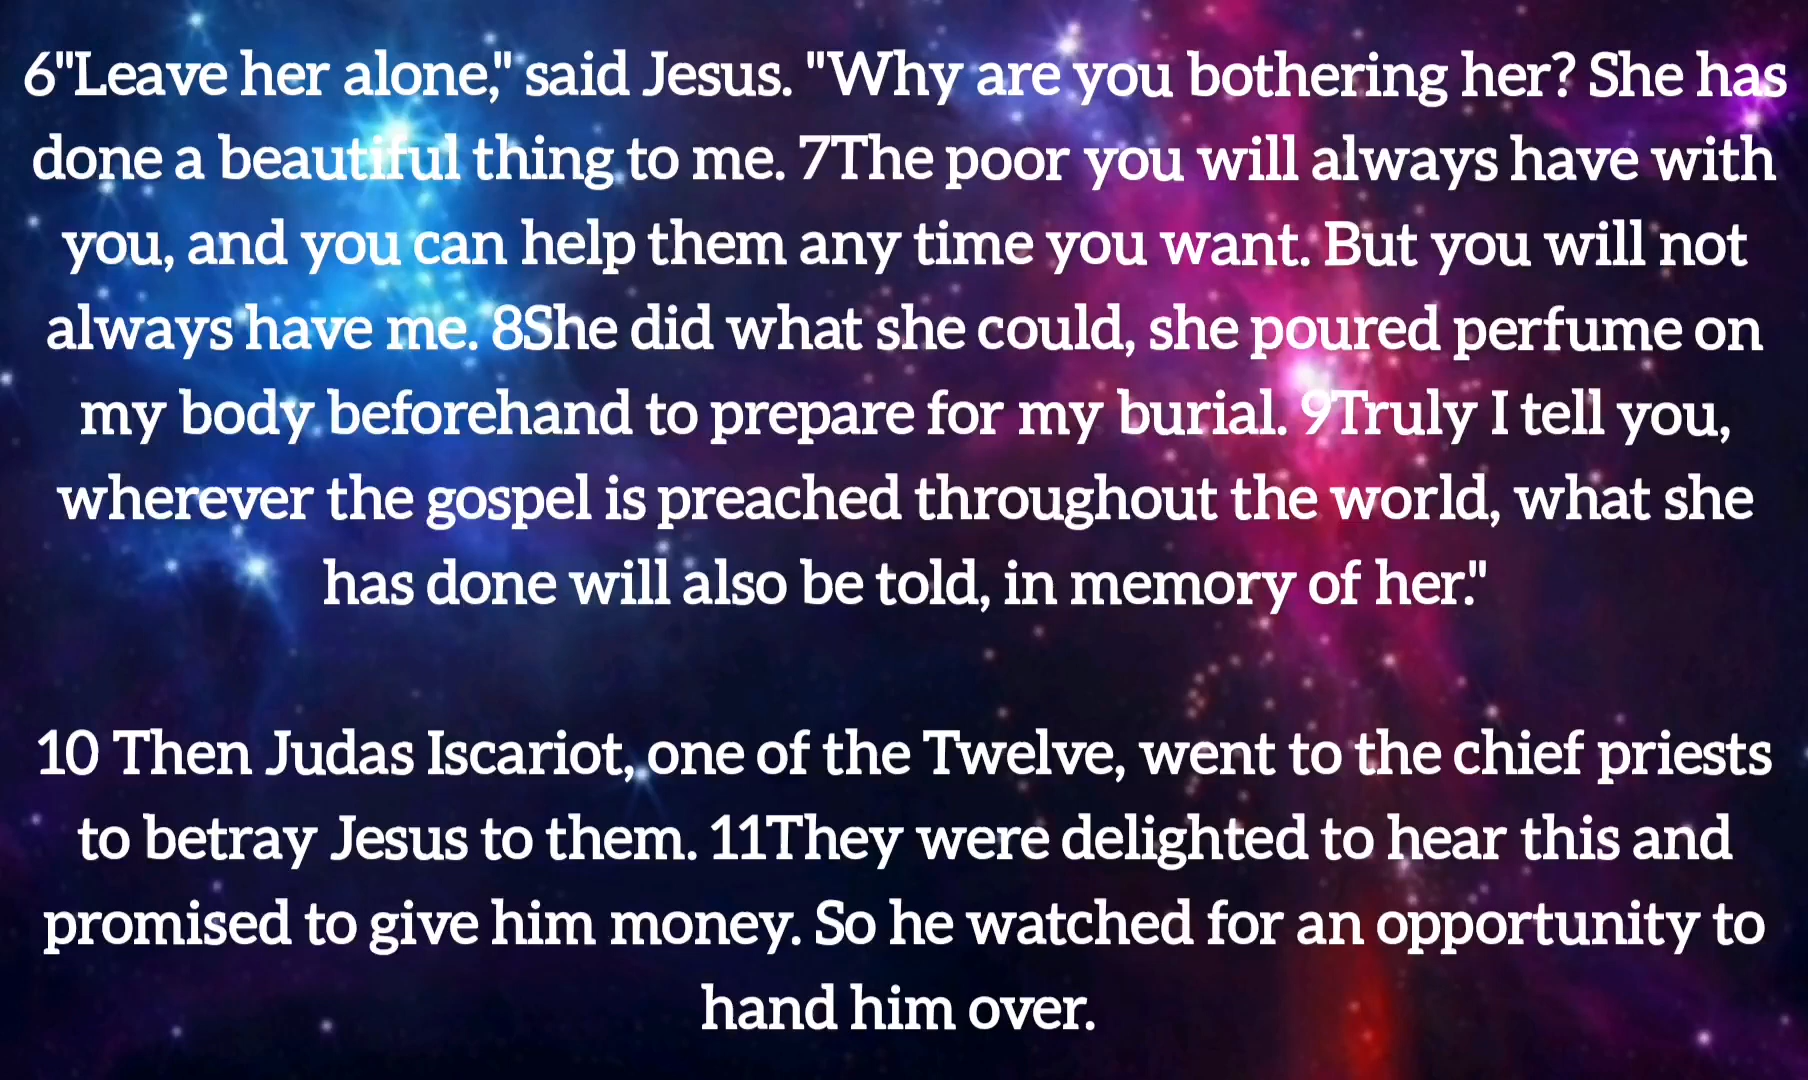 6"Leave her alone," said Jesus. "Why are you bothering her? She has
done a beautiful thing to me. 7The poor you will always have with
you, and you can help them any time you want. But you will not
always have me. 8She did what she could, she poured perfume on
my body beforehand to prepare for my burial. 9Truly I tell you,
wherever the gospel is preached throughout the world, what she
has done will also be told, in memory of her."
10 Then Judas Iscariot, one of the Twelve, went to the chief priests
to betray Jesus to them. 11They were delighted to hear this and
promised to give him money. So he watched for an opportunity to
hand him over.